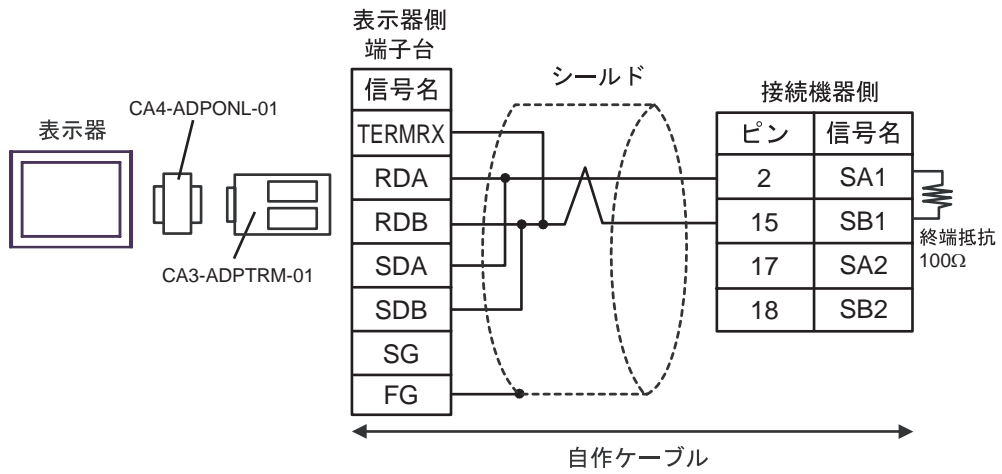 表示器側
端子台
信号名
TERMRX
RDA
RDB
SDA
SDB
SG
FG
表示器
CA4-ADPONL-01
CA3-ADPTRM-01
シールド
接続機器側
ピン 信号名
2 SA1
15 SB1
17 SA2
18 SB2
終端抵抗
100Ω
自作ケーブル